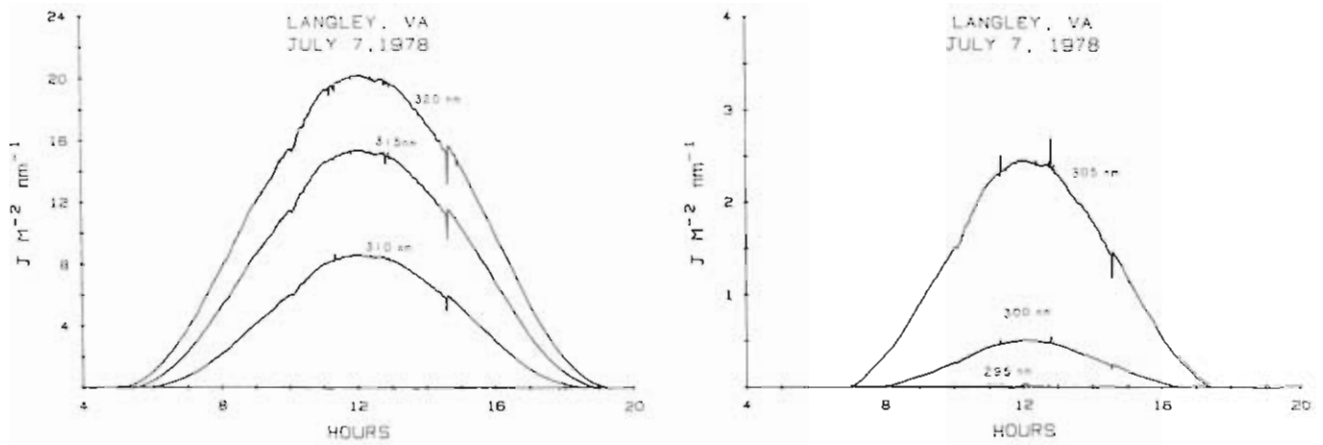 LANGLEY, VA
JULY 7, 1978
24
20
16
12
8
4
J M⁻² nm⁻¹
320 nm
315 nm
310 nm
4 8 12 16 20
HOURS
LANGLEY, VA
JULY 7, 1978
4
3
2
1
J M⁻² nm⁻¹
305 nm
300 nm
295 nm
4 8 12 16 20
HOURS